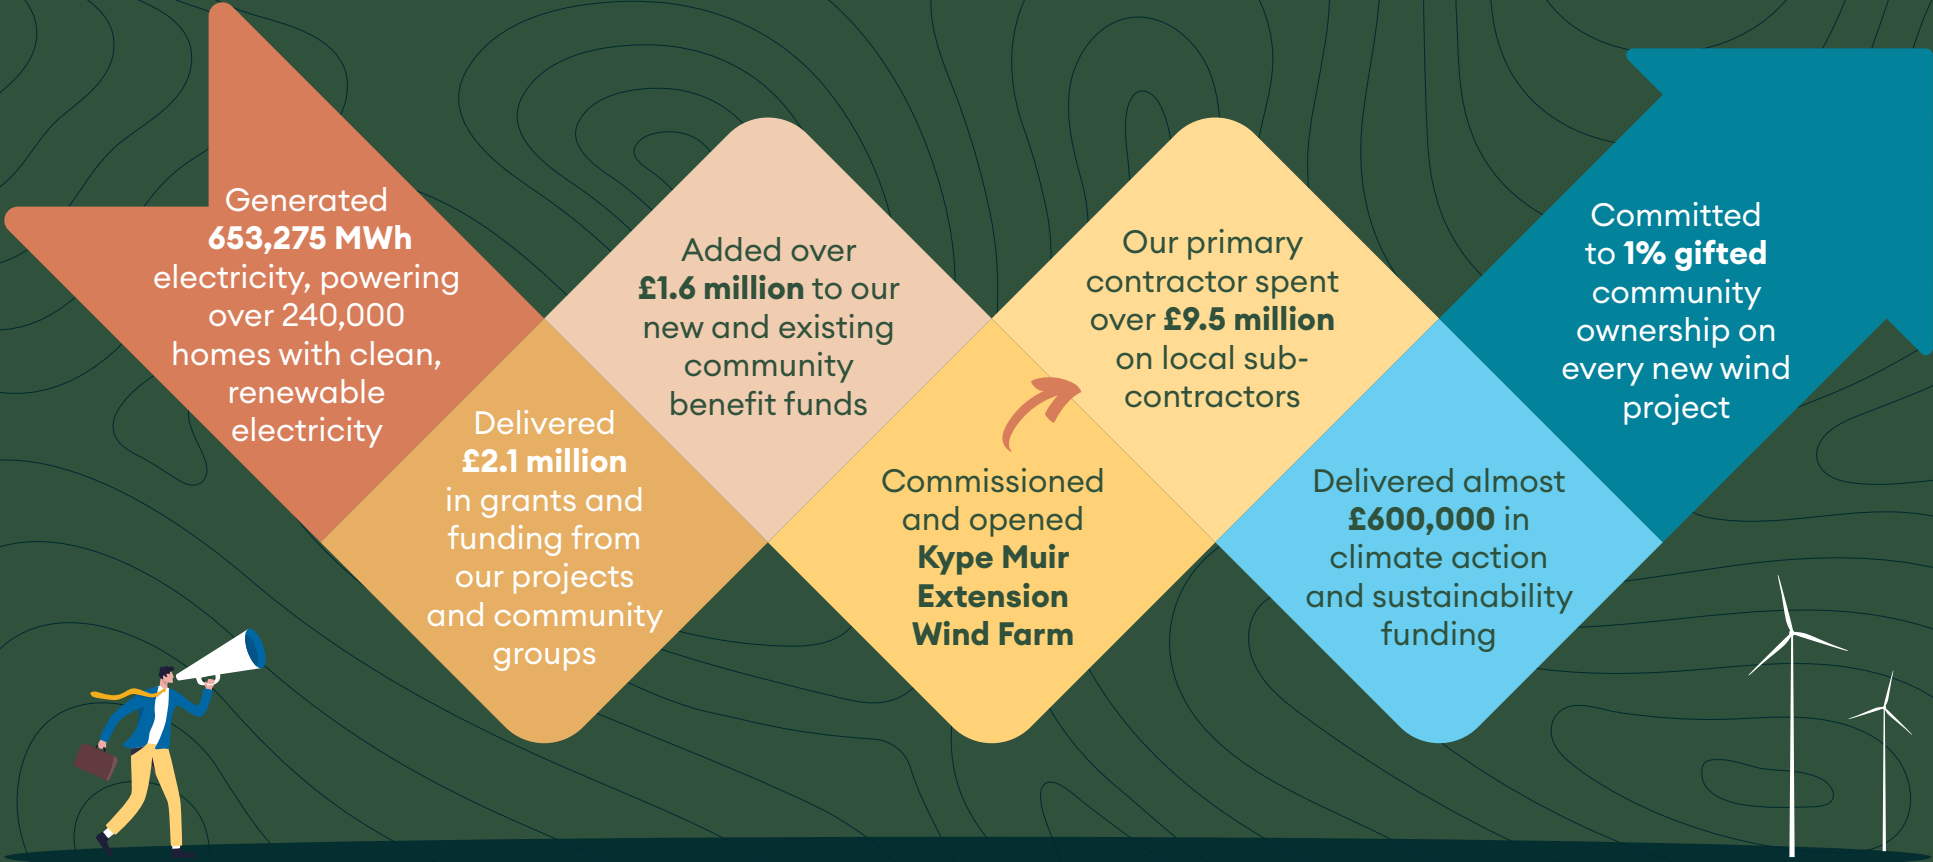 Generated
653,275 MWh
electricity, powering
over 240,000
homes with clean,
renewable
electricity
Delivered
£2.1 million
in grants and
funding from
our projects
and community
groups
Added over
£1.6 million to our
new and existing
community
benefit funds
Commissioned
and opened
Kype Muir
Extension
Wind Farm
Our primary
contractor spent
over £9.5 million
on local sub-
contractors
Delivered almost
£600,000 in
climate action
and sustainability
funding
Committed
to 1% gifted
community
ownership on
every new wind
project